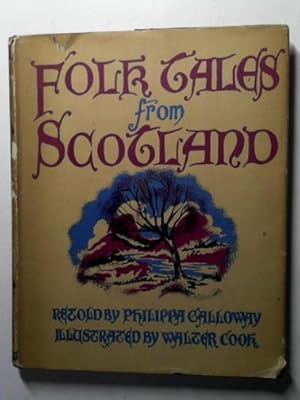 FOLK TALES
from
SCOTLAND
RETOLD BY PHILIPPA GALLOWAY
ILLUSTRATED BY WALTER COOK